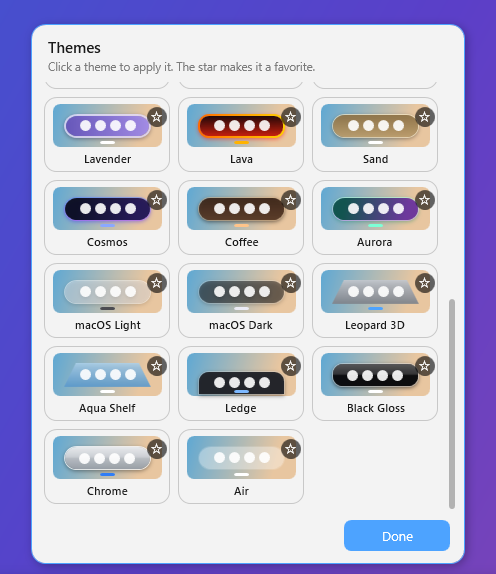 Themes
Click a theme to apply it. The star makes it a favorite.
Lavender
Lava
Sand
Cosmos
Coffee
Aurora
macOS Light
macOS Dark
Leopard 3D
Aqua Shelf
Ledge
Black Gloss
Chrome
Air
Done